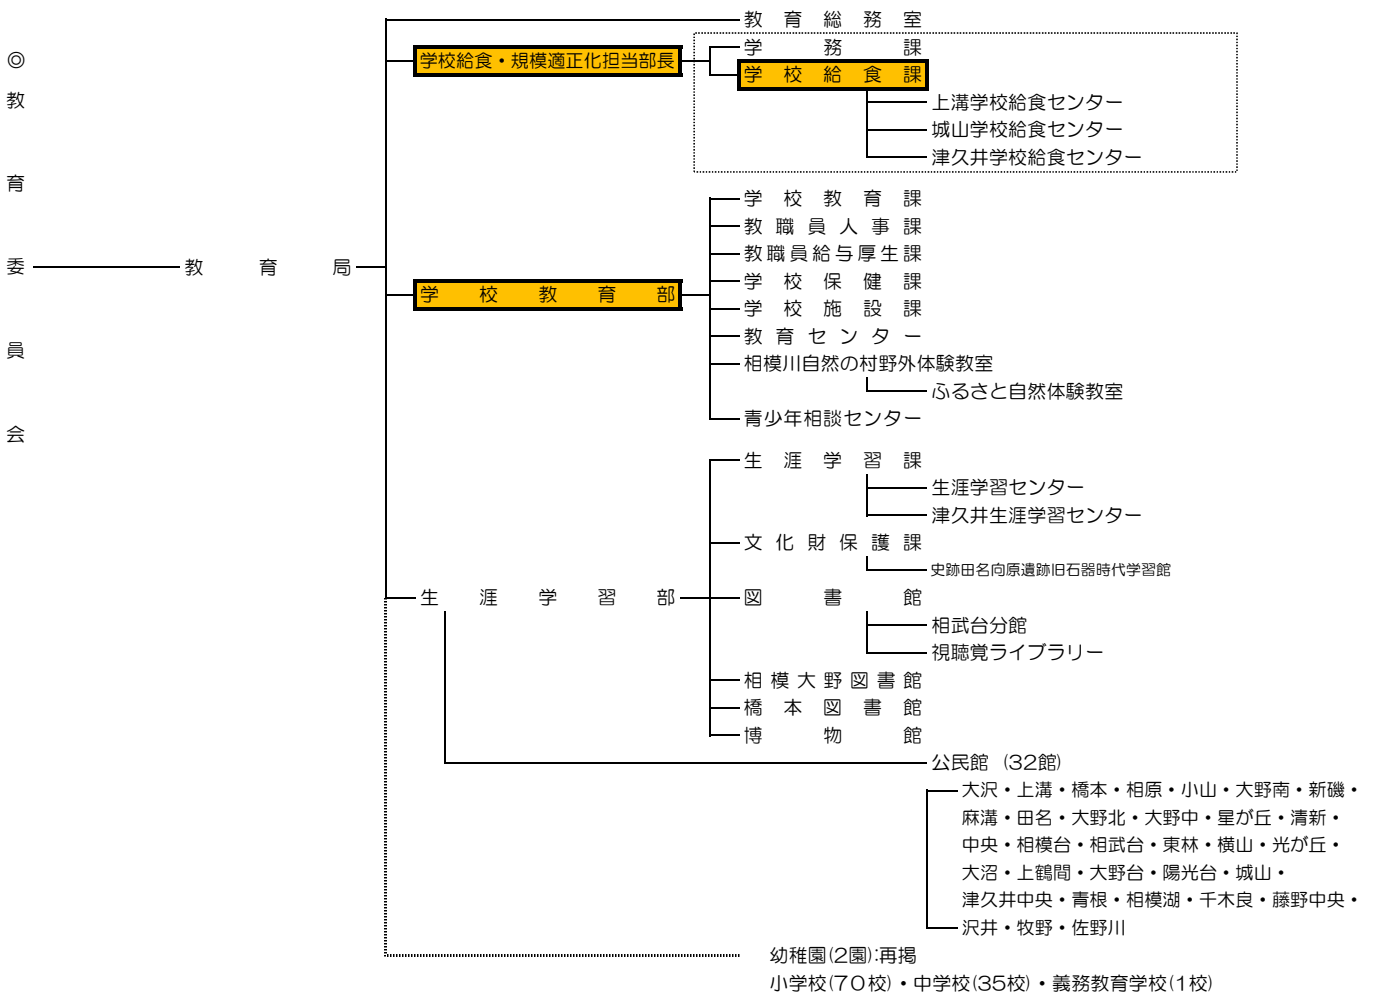 ◎教育委員会
教育局
教育総務室
学校給食・規模適正化担当部長
学務課
学校給食課
上溝学校給食センター
城山学校給食センター
津久井学校給食センター
学校教育部
学校教育課
教職員人事課
教職員給与厚生課
学校保健課
学校施設課
教育センター
相模川自然の村野外体験教室
ふるさと自然体験教室
青少年相談センター
生涯学習部
生涯学習課
生涯学習センター
津久井生涯学習センター
文化財保護課
史跡田名向原遺跡旧石器時代学習館
図書館
相武台分館
視聴覚ライブラリー
相模大野図書館
橋本図書館
博物館
公民館 (32館)
大沢・上溝・橋本・相原・小山・大野南・新磯・
麻溝・田名・大野北・大野中・星が丘・清新・
中央・相模台・相武台・東林・横山・光が丘・
大沼・上鶴間・大野台・陽光台・城山・
津久井中央・青根・相模湖・千木良・藤野中央・
沢井・牧野・佐野川
幼稚園(2園):再掲
小学校(70校)・中学校(35校)・義務教育学校(1校)